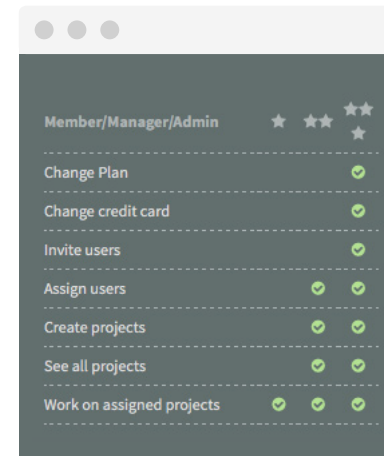 Member/Manager/Admin
Change Plan
Change credit card
Invite users
Assign users
Create projects
See all projects
Work on assigned projects